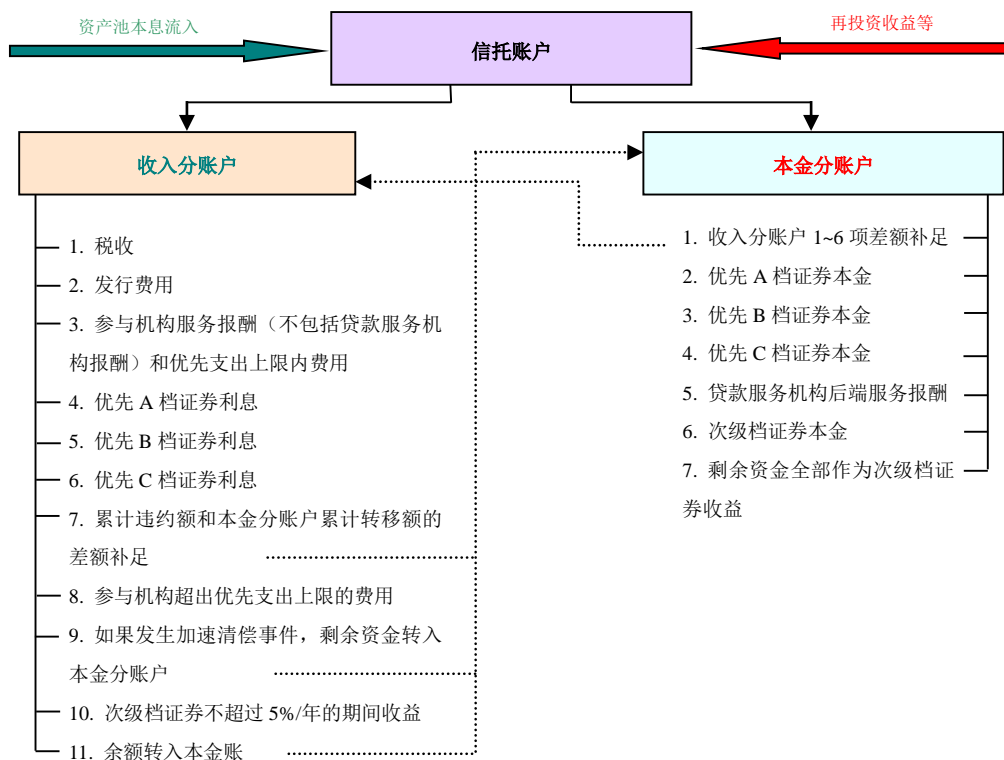 资产池本息流入
再投资收益等
信托账户
收入分账户
本金分账户
1. 税收
2. 发行费用
3. 参与机构服务报酬（不包括贷款服务机
构报酬）和优先支出上限内费用
4. 优先 A 档证券利息
5. 优先 B 档证券利息
6. 优先 C 档证券利息
7. 累计违约额和本金分账户累计转移额的
差额补足
8. 参与机构超出优先支出上限的费用
9. 如果发生加速清偿事件，剩余资金转入
本金分账户
10. 次级档证券不超过 5%/年的期间收益
11. 余额转入本金账
1. 收入分账户 1~6 项差额补足
2. 优先 A 档证券本金
3. 优先 B 档证券本金
4. 优先 C 档证券本金
5. 贷款服务机构后端服务报酬
6. 次级档证券本金
7. 剩余资金全部作为次级档证
券收益